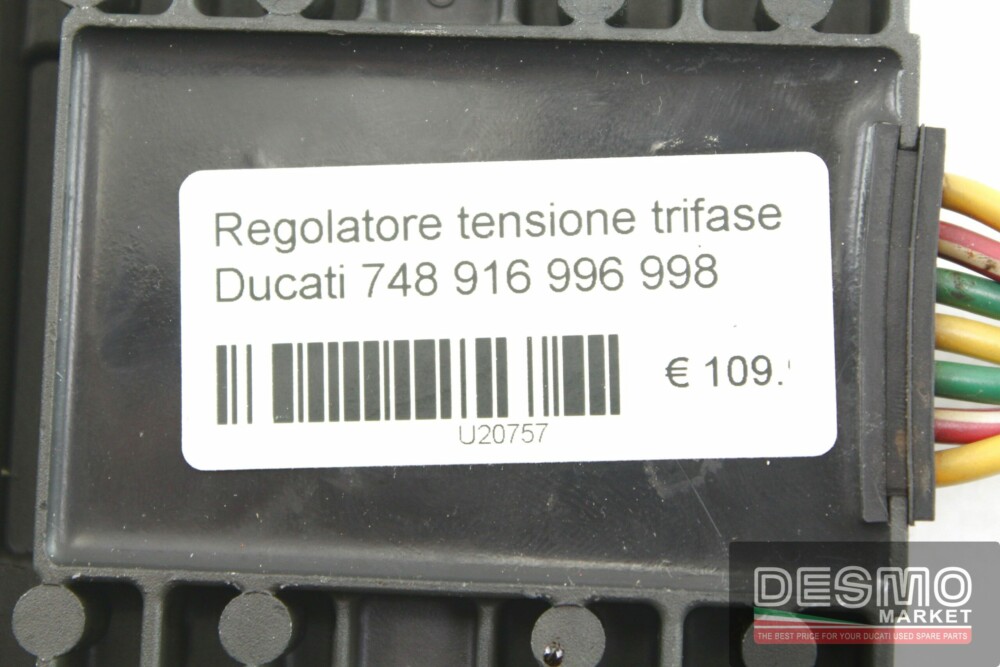 Regolatore tensione trifase
Ducati 748 916 996 998
€ 109.
U20757
DESMO
MARKET
THE BEST PRICE FOR YOUR DUCATI USED SPARE PARTS